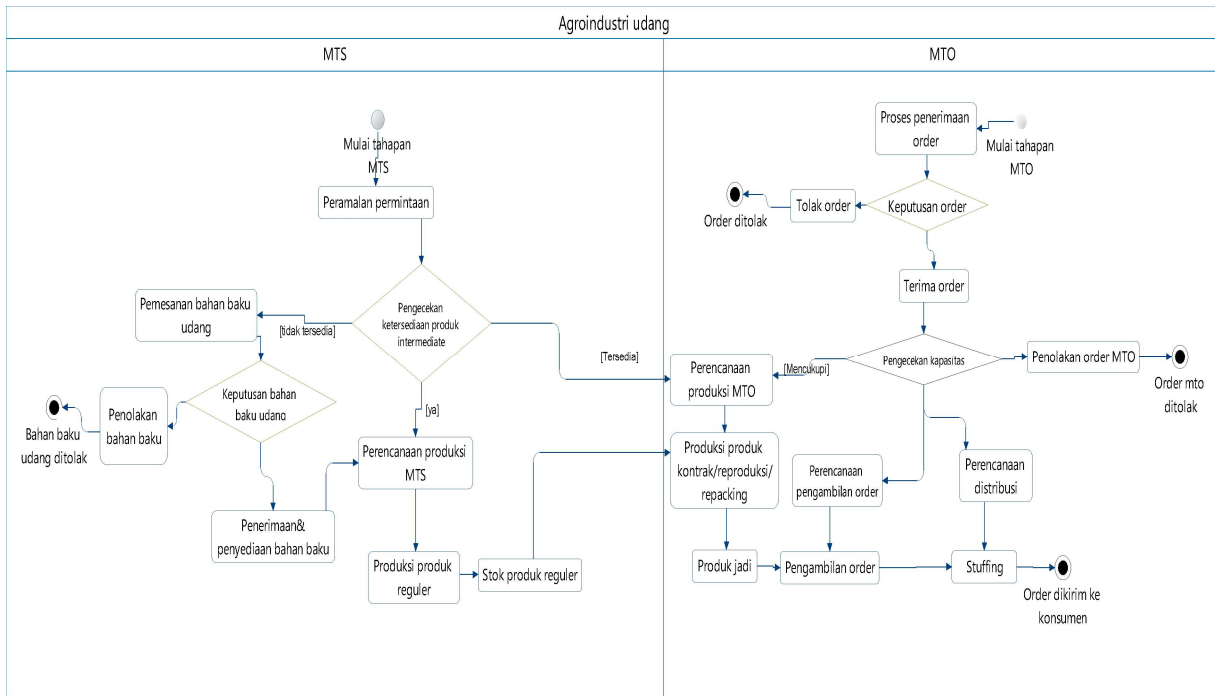 Agroindustri udang
MTS
MTO
Mulai tahapan
MTS
Peramalan permintaan
Pengecekan
ketersediaan produk
intermediate
[tidak tersedia]
[Tersedia]
[ya]
Pemesanan bahan baku
udang
Keputusan bahan
baku udang
Penolakan
bahan baku
Bahan baku
udang ditolak
Penerimaan&
penyediaan bahan baku
Perencanaan produksi
MTS
Produksi produk
reguler
Stok produk reguler
Proses penerimaan
order
Mulai tahapan
MTO
Keputusan order
Tolak order
Order ditolak
Terima order
Pengecekan kapasitas
[Mencukupi]
Penolakan order MTO
Order mto
ditolak
Perencanaan
produksi MTO
Produksi produk
kontrak/reproduksi/
repacking
Perencanaan
pengambilan order
Perencanaan
distribusi
Produk jadi
Pengambilan order
Stuffing
Order dikirim ke
konsumen